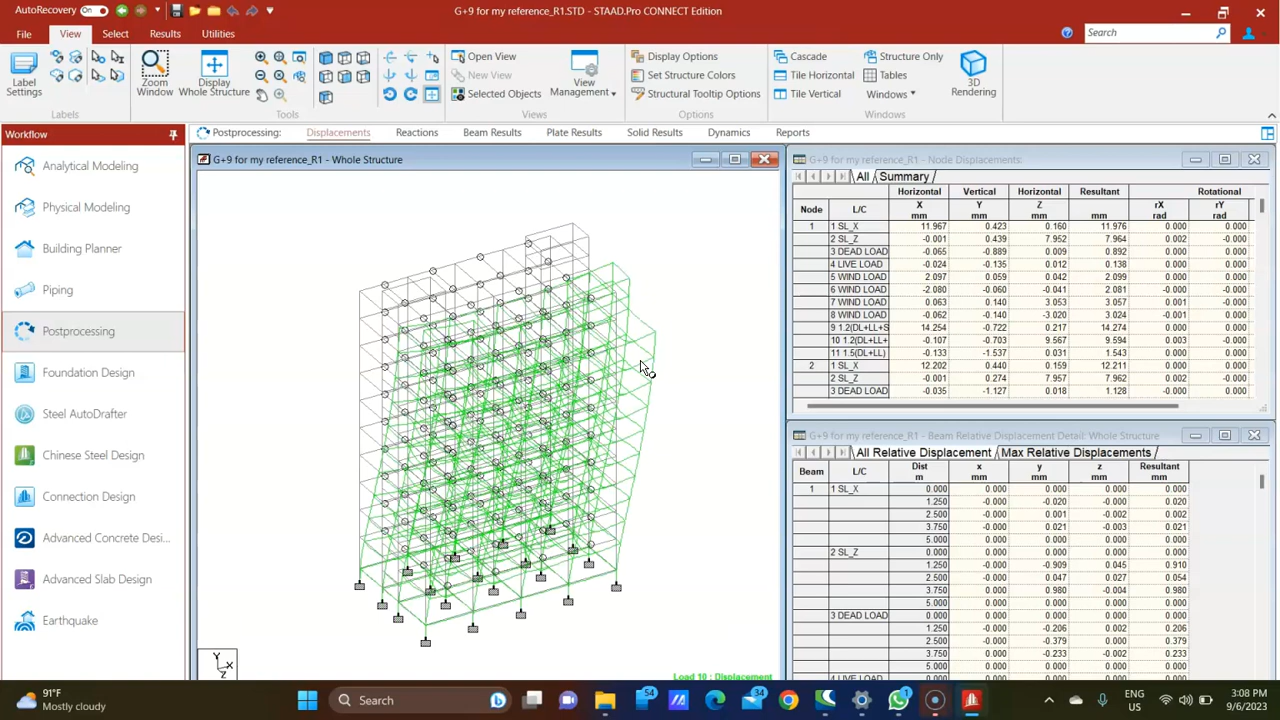 AutoRecovery On
G+9 for my reference_R1.STD - STAAD.Pro CONNECT Edition
File View Select Results Utilities
Search
Label Settings
Zoom Window
Display Whole Structure
Open View
New View
Selected Objects
View Management
Display Options
Set Structure Colors
Structural Tooltip Options
Cascade
Tile Horizontal
Tile Vertical
Structure Only
Tables
Windows
3D Rendering
Labels Tools Views Options Windows
Workflow
Postprocessing: Displacements Reactions Beam Results Plate Results Solid Results Dynamics Reports
Analytical Modeling
Physical Modeling
Building Planner
Piping
Postprocessing
Foundation Design
Steel AutoDrafter
Chinese Steel Design
Connection Design
Advanced Concrete Desi...
Advanced Slab Design
Earthquake
G+9 for my reference_R1 - Whole Structure
Y X Z
Load 10 : Displacement
G+9 for my reference_R1 - Node Displacements:
All Summary
Horizontal Vertical Horizontal Resultant Rotational
Node L/C X mm Y mm Z mm mm rX rad rY rad
1 1 SL_X 11.967 0.423 0.160 11.976 0.000 0.000
2 SL_Z -0.001 0.439 7.952 7.964 0.002 -0.000
3 DEAD LOAD -0.065 -0.889 0.009 0.892 0.000 -0.000
4 LIVE LOAD -0.024 -0.135 0.012 0.138 0.000 -0.000
5 WIND LOAD 2.097 0.059 0.042 2.099 0.000 0.000
6 WIND LOAD -2.080 -0.060 -0.041 2.081 -0.000 -0.000
7 WIND LOAD 0.063 0.140 3.053 3.057 0.001 -0.000
8 WIND LOAD -0.062 -0.140 -3.020 3.024 -0.001 0.000
9 1.2(DL+LL+S 14.254 -0.722 0.217 14.274 0.000 0.000
10 1.2(DL+LL+ -0.107 -0.703 9.567 9.594 0.003 -0.000
11 1.5(DL+LL) -0.133 -1.537 0.031 1.543 0.000 -0.000
2 1 SL_X 12.202 0.440 0.159 12.211 0.000 0.000
2 SL_Z -0.001 0.274 7.957 7.962 0.002 -0.000
3 DEAD LOAD -0.035 -1.127 0.018 1.128 0.000 -0.000
G+9 for my reference_R1 - Beam Relative Displacement Detail: Whole Structure
All Relative Displacement Max Relative Displacements
Beam L/C Dist m x mm y mm z mm Resultant mm
1 1 SL_X 0.000 0.000 0.000 0.000 0.000
1.250 -0.000 -0.020 -0.000 0.020
2.500 -0.000 0.001 -0.002 0.002
3.750 -0.000 0.021 -0.003 0.021
5.000 0.000 0.000 0.000 0.000
2 SL_Z 0.000 0.000 0.000 0.000 0.000
1.250 -0.000 -0.909 0.045 0.910
2.500 -0.000 0.047 0.027 0.054
3.750 -0.000 0.980 -0.004 0.980
5.000 0.000 0.000 0.000 0.000
3 DEAD LOAD 0.000 0.000 0.000 0.000 0.000
1.250 -0.000 -0.206 0.002 0.206
2.500 -0.000 -0.379 0.000 0.379
3.750 -0.000 -0.233 -0.002 0.233
5.000 0.000 0.000 0.000 0.000
91°F
Mostly cloudy
Search
54
34
1
ENG
US
3:08 PM
9/6/2023